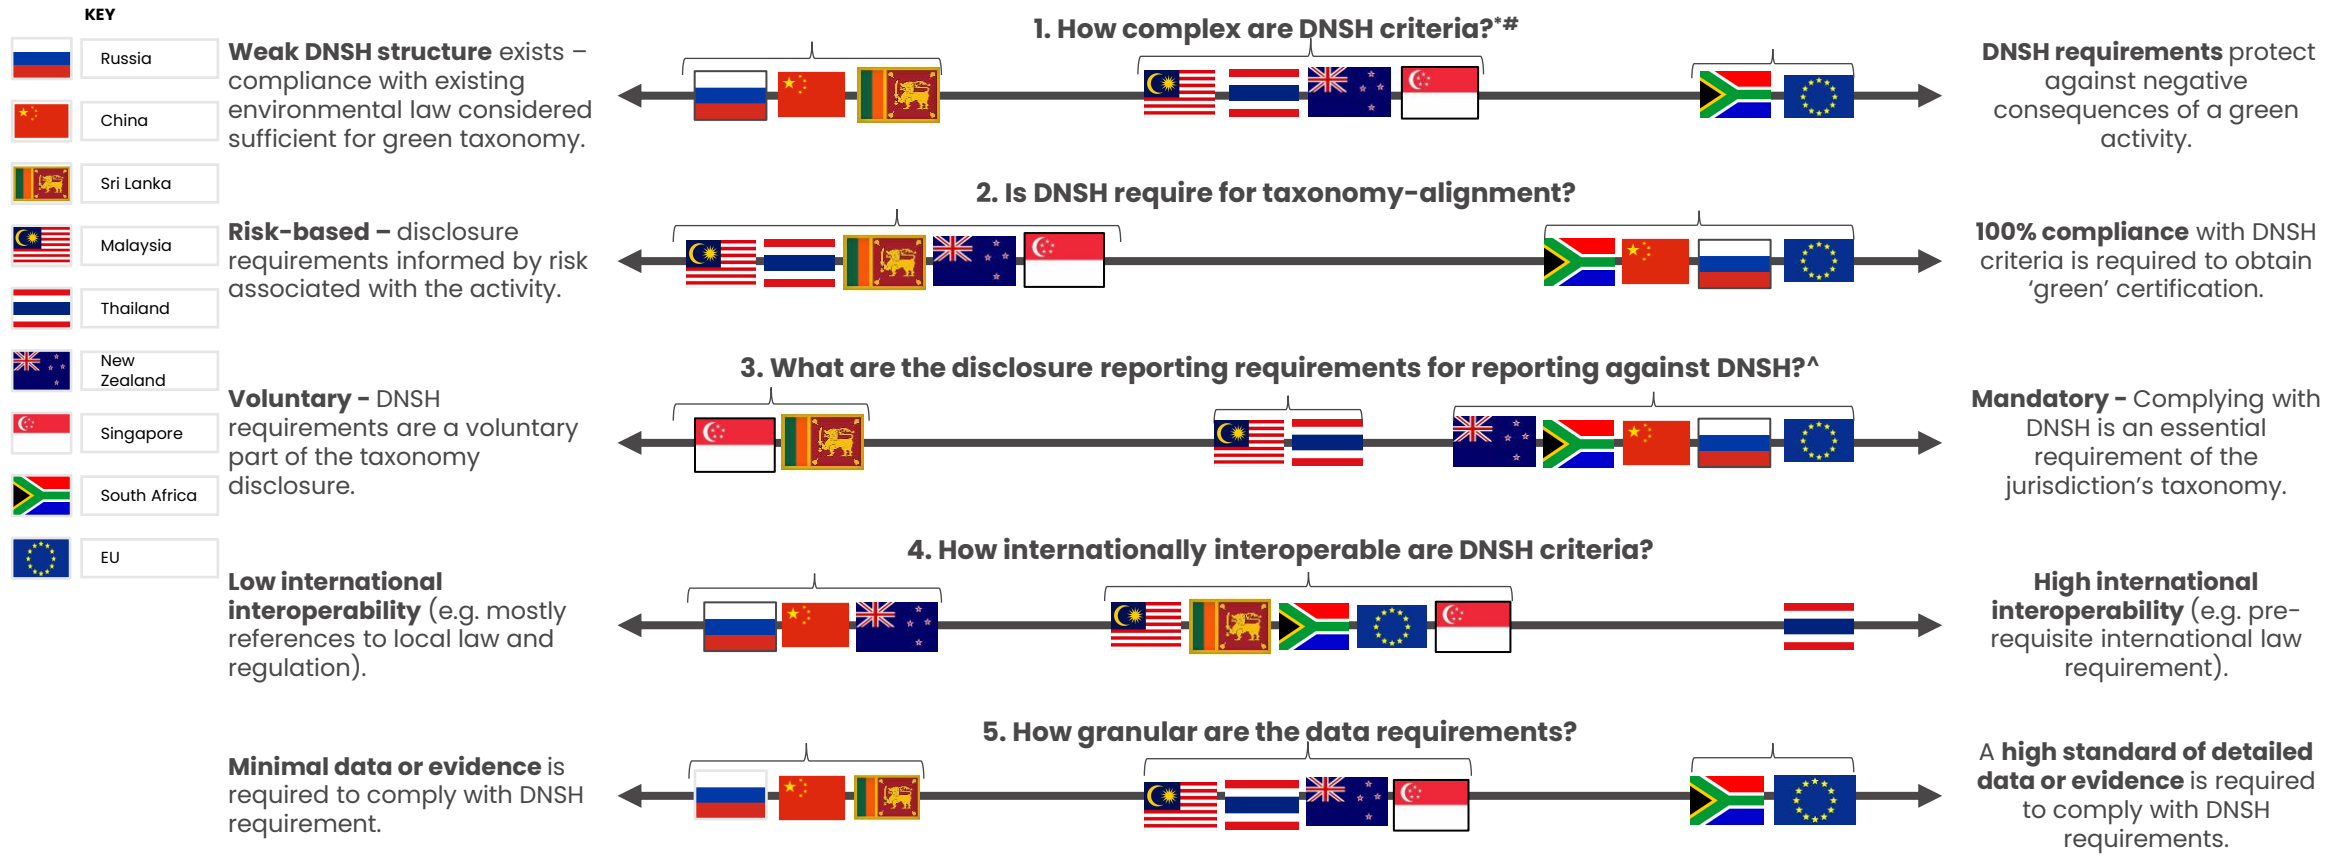 KEY
Russia
China
Sri Lanka
Malaysia
Thailand
New
Zealand
Singapore
South Africa
EU
1. How complex are DNSH criteria?*#
Weak DNSH structure exists –
compliance with existing
environmental law considered
sufficient for green taxonomy.
DNSH requirements protect
against negative
consequences of a green
activity.
2. Is DNSH require for taxonomy-alignment?
Risk-based – disclosure
requirements informed by risk
associated with the activity.
100% compliance with DNSH
criteria is required to obtain
‘green’ certification.
3. What are the disclosure reporting requirements for reporting against DNSH?^
Voluntary - DNSH
requirements are a voluntary
part of the taxonomy
disclosure.
Mandatory - Complying with
DNSH is an essential
requirement of the
jurisdiction’s taxonomy.
4. How internationally interoperable are DNSH criteria?
Low international
interoperability (e.g. mostly
references to local law and
regulation).
High international
interoperability (e.g. pre-
requisite international law
requirement).
5. How granular are the data requirements?
Minimal data or evidence is
required to comply with DNSH
requirement.
A high standard of detailed
data or evidence is required
to comply with DNSH
requirements.